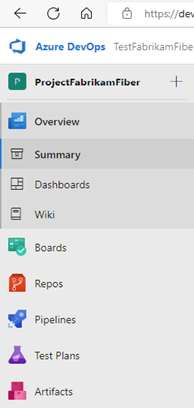 https://dev
Azure DevOps TestFabrikamFiber
P ProjectFabrikamFiber +
Overview
Summary
Dashboards
Wiki
Boards
Repos
Pipelines
Test Plans
Artifacts